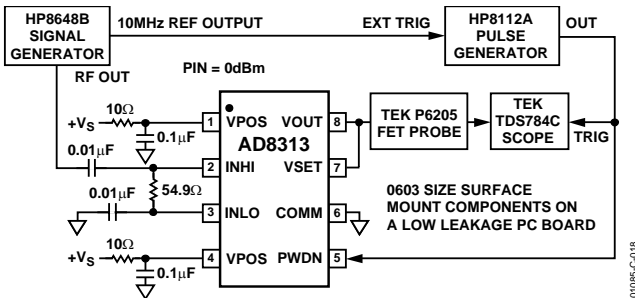 HP8648B
SIGNAL
GENERATOR
10MHz REF OUTPUT
EXT TRIG
HP8112A
PULSE
GENERATOR
OUT
RF OUT
PIN = 0dBm
+VS
10Ω
0.1µF
1
VPOS
VOUT
8
TEK P6205
FET PROBE
TEK
TDS784C
SCOPE
TRIG
AD8313
0.01µF
2
INHI
VSET
7
54.9Ω
0.01µF
3
INLO
COMM
6
0603 SIZE SURFACE
MOUNT COMPONENTS ON
A LOW LEAKAGE PC BOARD
+VS
10Ω
0.1µF
4
VPOS
PWDN
5
01085-C-018